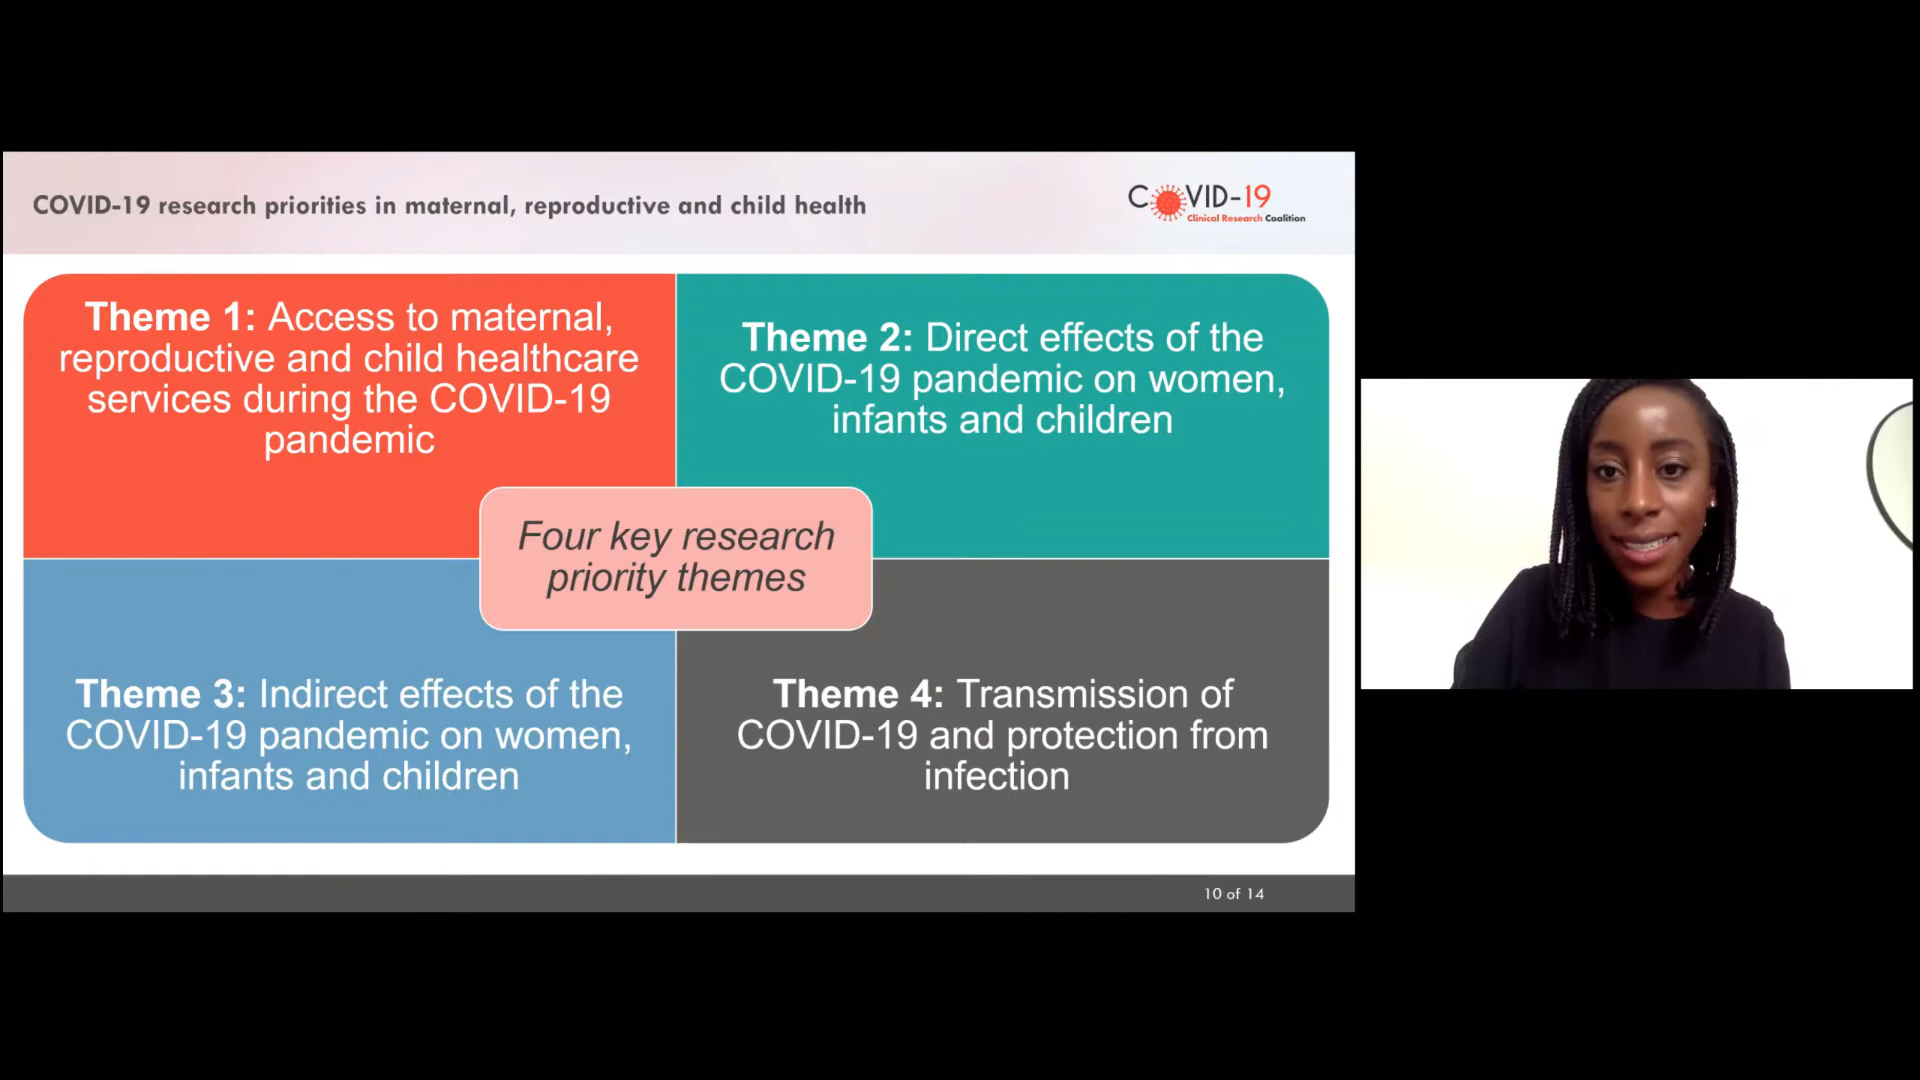 COVID-19 research priorities in maternal, reproductive and child health
COVID-19
Clinical Research Coalition
Theme 1: Access to maternal,
reproductive and child healthcare
services during the COVID-19
pandemic
Theme 2: Direct effects of the
COVID-19 pandemic on women,
infants and children
Four key research
priority themes
Theme 3: Indirect effects of the
COVID-19 pandemic on women,
infants and children
Theme 4: Transmission of
COVID-19 and protection from
infection
10 of 14